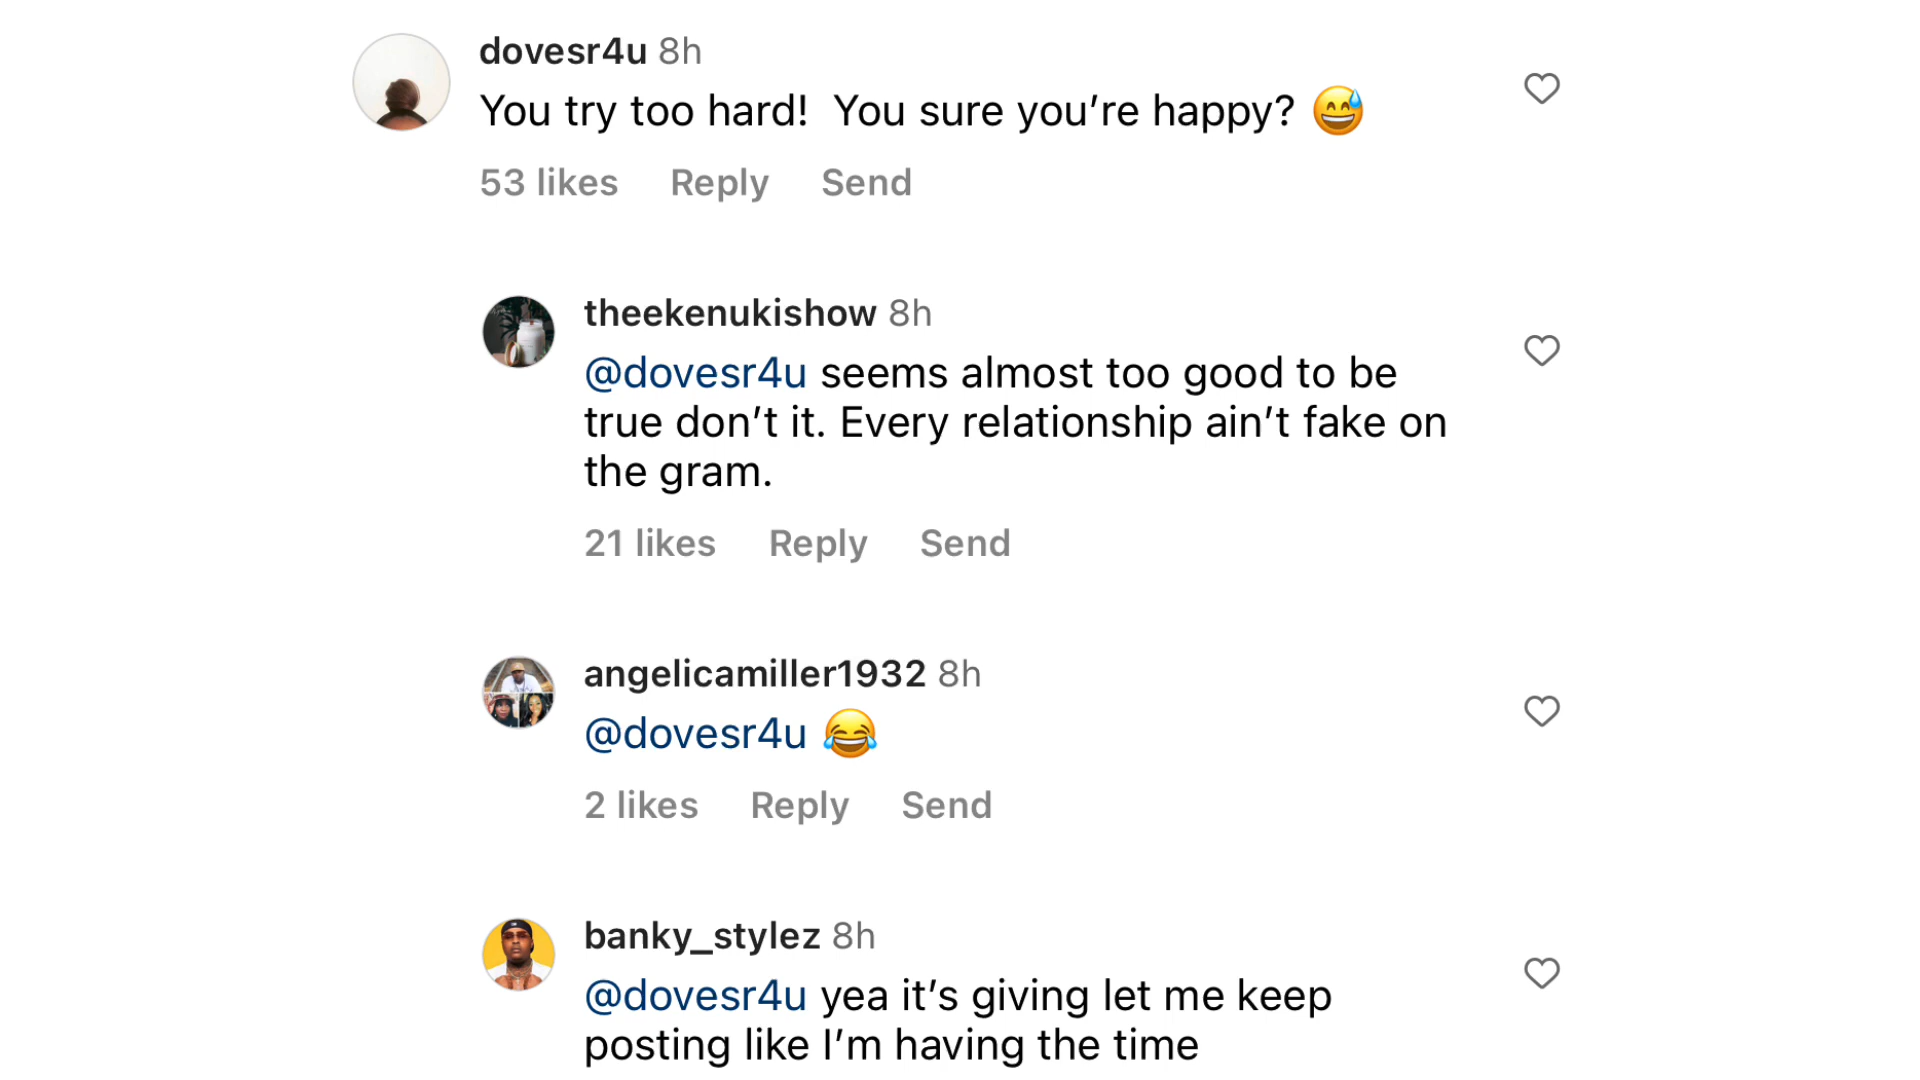 dovesr4u 8h
You try too hard!  You sure you’re happy? 😅
53 likes Reply Send
theekenukishow 8h
@dovesr4u seems almost too good to be
true don’t it. Every relationship ain’t fake on
the gram.
21 likes Reply Send
angelicamiller1932 8h
@dovesr4u 😂
2 likes Reply Send
banky_stylez 8h
@dovesr4u yea it’s giving let me keep
posting like I’m having the time